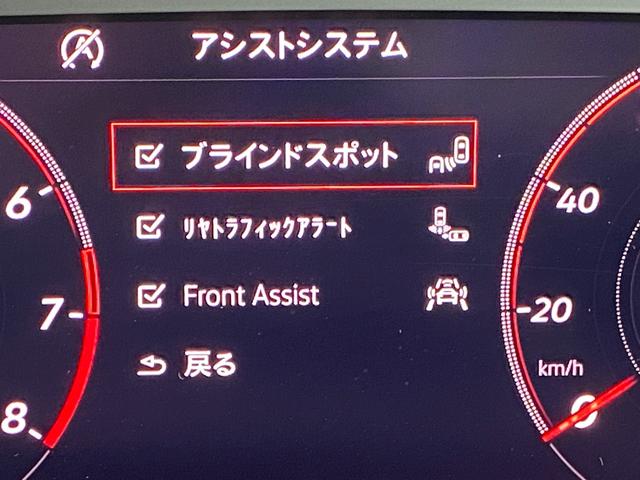 アシストシステム
ブラインドスポット
ﾘﾔﾄﾗﾌｨｯｸｱﾗｰﾄ
Front Assist
戻る
6
7
8
40
20
km/h
0